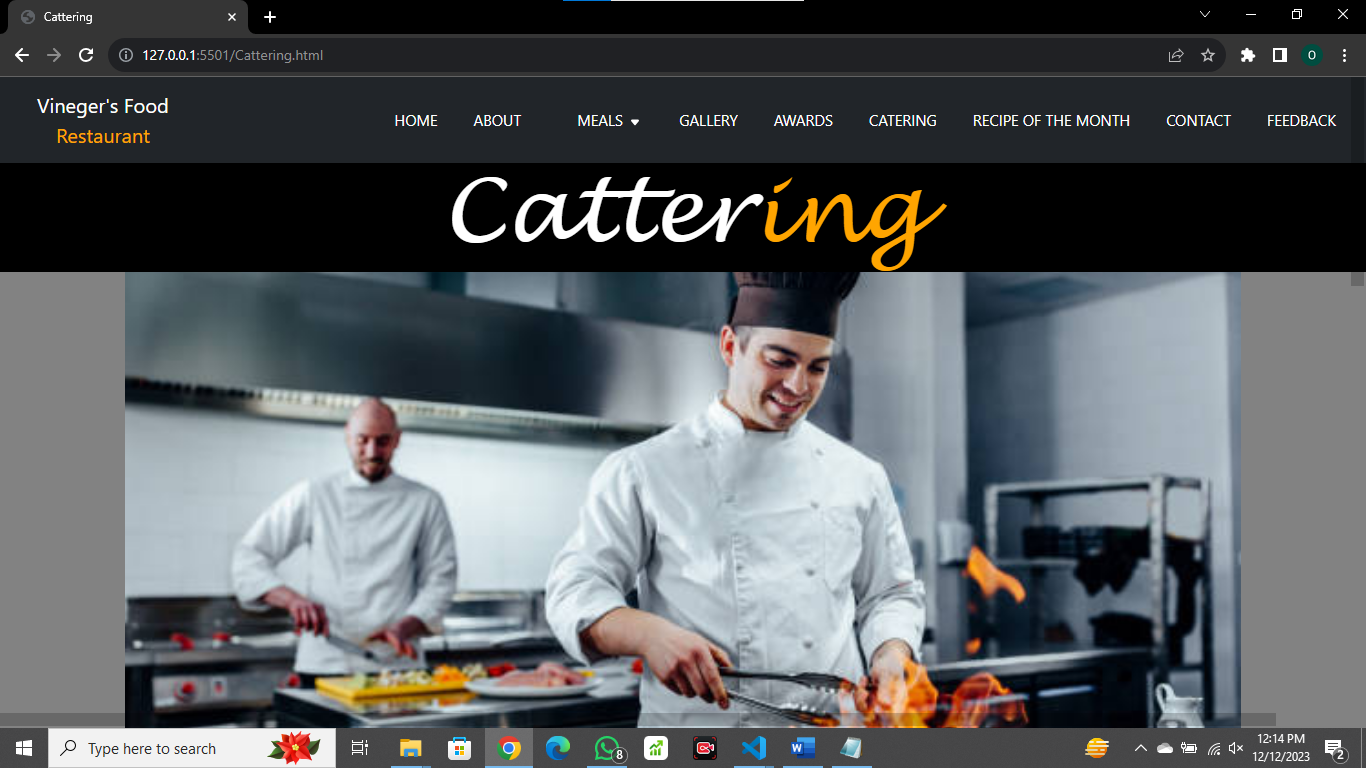 Cattering
127.0.0.1:5501/Cattering.html
O
Vineger's Food
Restaurant
HOME
ABOUT
MEALS
GALLERY
AWARDS
CATERING
RECIPE OF THE MONTH
CONTACT
FEEDBACK
Cattering
Type here to search
8
W
12:14 PM
12/12/2023
2